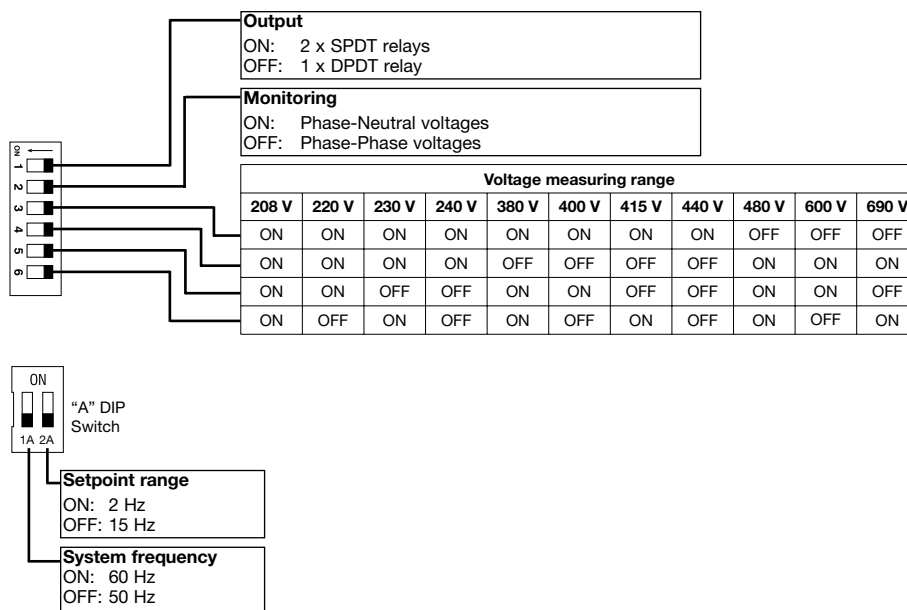 Output
ON: 2 x SPDT relays
OFF: 1 x DPDT relay
Monitoring
ON: Phase-Neutral voltages
OFF: Phase-Phase voltages
ON
1
2
3
4
5
6
Voltage measuring range
208 V 220 V 230 V 240 V 380 V 400 V 415 V 440 V 480 V 600 V 690 V
ON ON ON ON ON ON ON ON OFF OFF OFF
ON ON ON ON OFF OFF OFF OFF ON ON ON
ON ON OFF OFF ON ON OFF OFF ON ON OFF
ON OFF ON OFF ON OFF ON OFF ON OFF ON
ON
1A 2A
“A” DIP
Switch
Setpoint range
ON: 2 Hz
OFF: 15 Hz
System frequency
ON: 60 Hz
OFF: 50 Hz